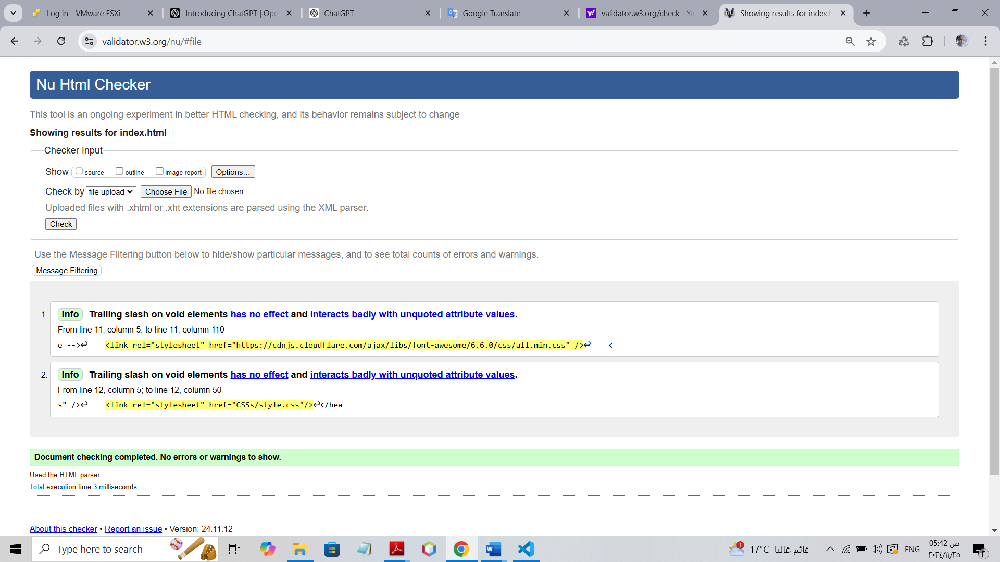 Log in - VMware ESXi
Introducing ChatGPT | Ope
ChatGPT
Google Translate
validator.w3.org/check - Ya
Showing results for index.h
validator.w3.org/nu/#file
Nu Html Checker
This tool is an ongoing experiment in better HTML checking, and its behavior remains subject to change
Showing results for index.html
Checker Input
Show source outline image report Options...
Check by file upload Choose File No file chosen
Uploaded files with .xhtml or .xht extensions are parsed using the XML parser.
Check
Use the Message Filtering button below to hide/show particular messages, and to see total counts of errors and warnings.
Message Filtering
1. Info Trailing slash on void elements has no effect and interacts badly with unquoted attribute values.
From line 11, column 5; to line 11, column 110
e -->↩ <link rel="stylesheet" href="https://cdnjs.cloudflare.com/ajax/libs/font-awesome/6.6.0/css/all.min.css" />↩ <
2. Info Trailing slash on void elements has no effect and interacts badly with unquoted attribute values.
From line 12, column 5; to line 12, column 50
s" />↩ <link rel="stylesheet" href="CSSs/style.css"/>↩</hea
Document checking completed. No errors or warnings to show.
Used the HTML parser.
Total execution time 3 milliseconds.
About this checker • Report an issue • Version: 24.11.12
Type here to search
1
17°C غائم غالبًا
ENG
05:42 ص
٢٠٢٤/١١/٢٥
٢